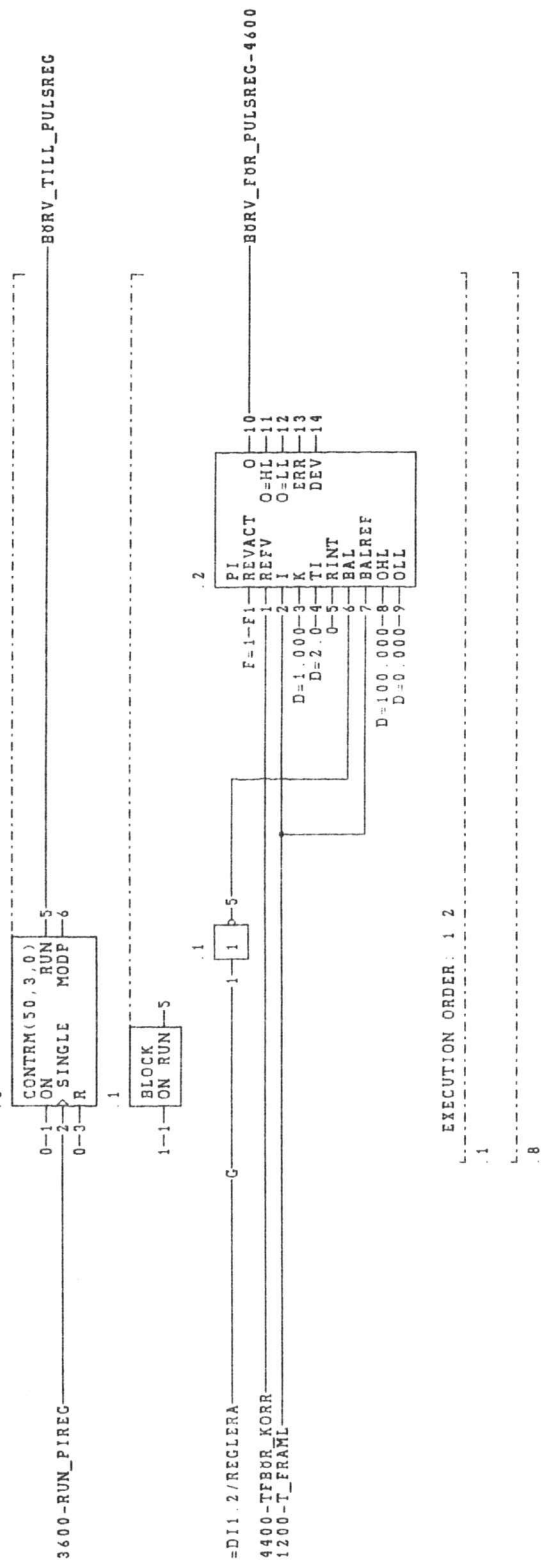 CONTRM(50,3,0)
0-1 ON RUN 5
3600-RUN_PIREG 2 SINGLE MODP 6
0-3 R
BÖRV_TILL_PULSREG
.1
BLOCK
1-1 ON RUN 5
=DI1.2/REGLERA G 1 1 5
.1
4400-TFBÖR_KORR
1200-T_FRAML
.2
PI
F=1-F1 REVACT O 10
1 REFV O=HL 11
2 I O=LL 12
D=1.000-3 K ERR 13
D=2.0-4 TI DEV 14
0-5 RINT
6 BAL
7 BALREF
D=100.000-8 OHL
D=0.000-9 OLL
BÖRV_FÖR_PULSREG-4600
EXECUTION ORDER: 1 2
.1
.8